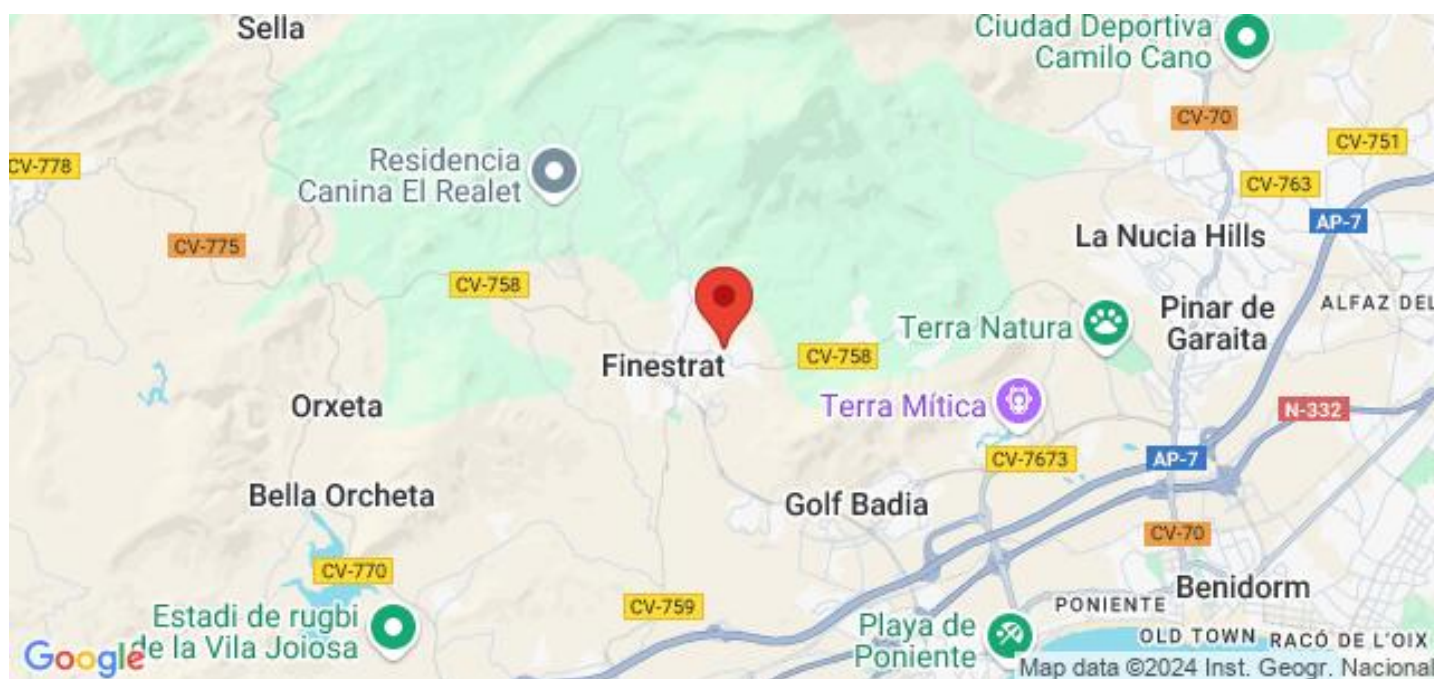 Sella
Ciudad Deportiva
Camilo Cano
CV-70
CV-751
CV-778
Residencia
Canina El Realet
CV-763
AP-7
CV-775
La Nucia Hills
CV-758
ALFAZ DEL
Terra Natura
Pinar de
Garaita
Finestrat
CV-758
Orxeta
Terra Mítica
N-332
CV-7673
AP-7
Bella Orcheta
Golf Badia
CV-70
CV-770
Benidorm
CV-759
PONIENTE
Estadi de rugbi
de la Vila Joiosa
Playa de
Poniente
OLD TOWN
RACÓ DE L'OIX
Google
Map data ©2024 Inst. Geogr. Nacional